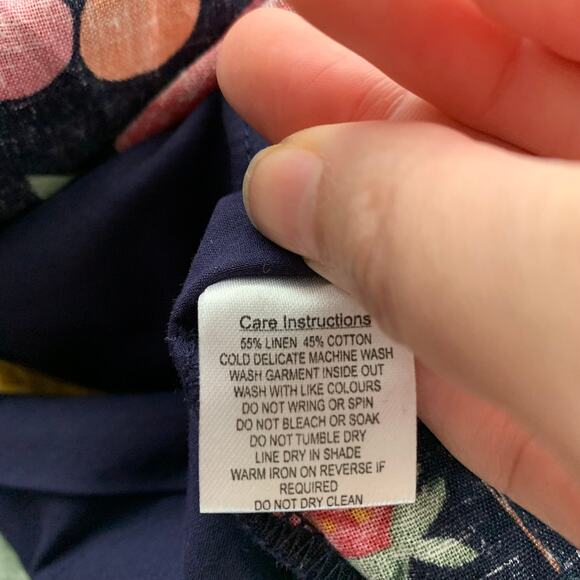 Care Instructions
55% LINEN 45% COTTON
COLD DELICATE MACHINE WASH
WASH GARMENT INSIDE OUT
WASH WITH LIKE COLOURS
DO NOT WRING OR SPIN
DO NOT BLEACH OR SOAK
DO NOT TUMBLE DRY
LINE DRY IN SHADE
WARM IRON ON REVERSE IF
REQUIRED
DO NOT DRY CLEAN